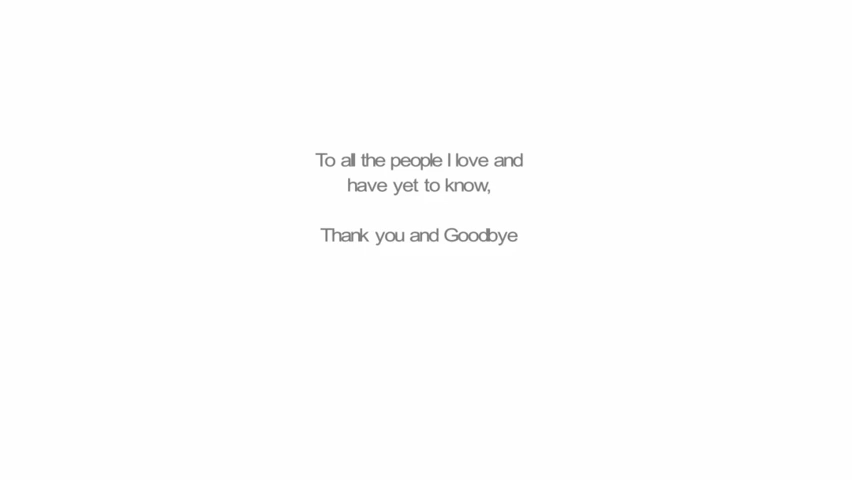 To all the people I love and
have yet to know,
Thank you and Goodbye